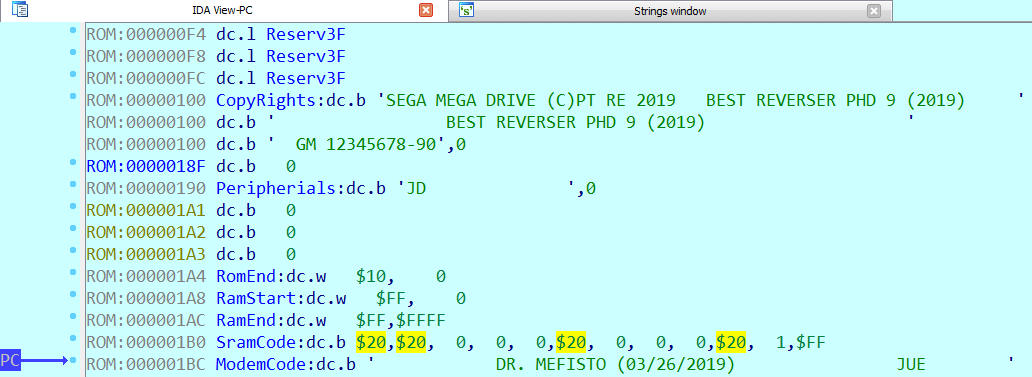 IDA View-PC Strings window
ROM:000000F4 dc.l Reserv3F
ROM:000000F8 dc.l Reserv3F
ROM:000000FC dc.l Reserv3F
ROM:00000100 CopyRights:dc.b 'SEGA MEGA DRIVE (C)PT RE 2019   BEST REVERSER PHD 9 (2019)     '
ROM:00000100 dc.b '                BEST REVERSER PHD 9 (2019)                   '
ROM:00000100 dc.b '  GM 12345678-90',0
ROM:0000018F dc.b   0
ROM:00000190 Peripherials:dc.b 'JD              ',0
ROM:000001A1 dc.b   0
ROM:000001A2 dc.b   0
ROM:000001A3 dc.b   0
ROM:000001A4 RomEnd:dc.w   $10,    0
ROM:000001A8 RamStart:dc.w   $FF,    0
ROM:000001AC RamEnd:dc.w   $FF,$FFFF
ROM:000001B0 SramCode:dc.b $20,$20,  0,  0,  0,$20,  0,  0,  0,$20,  1,$FF
PC ROM:000001BC ModemCode:dc.b '            DR. MEFISTO (03/26/2019)                JUE        '